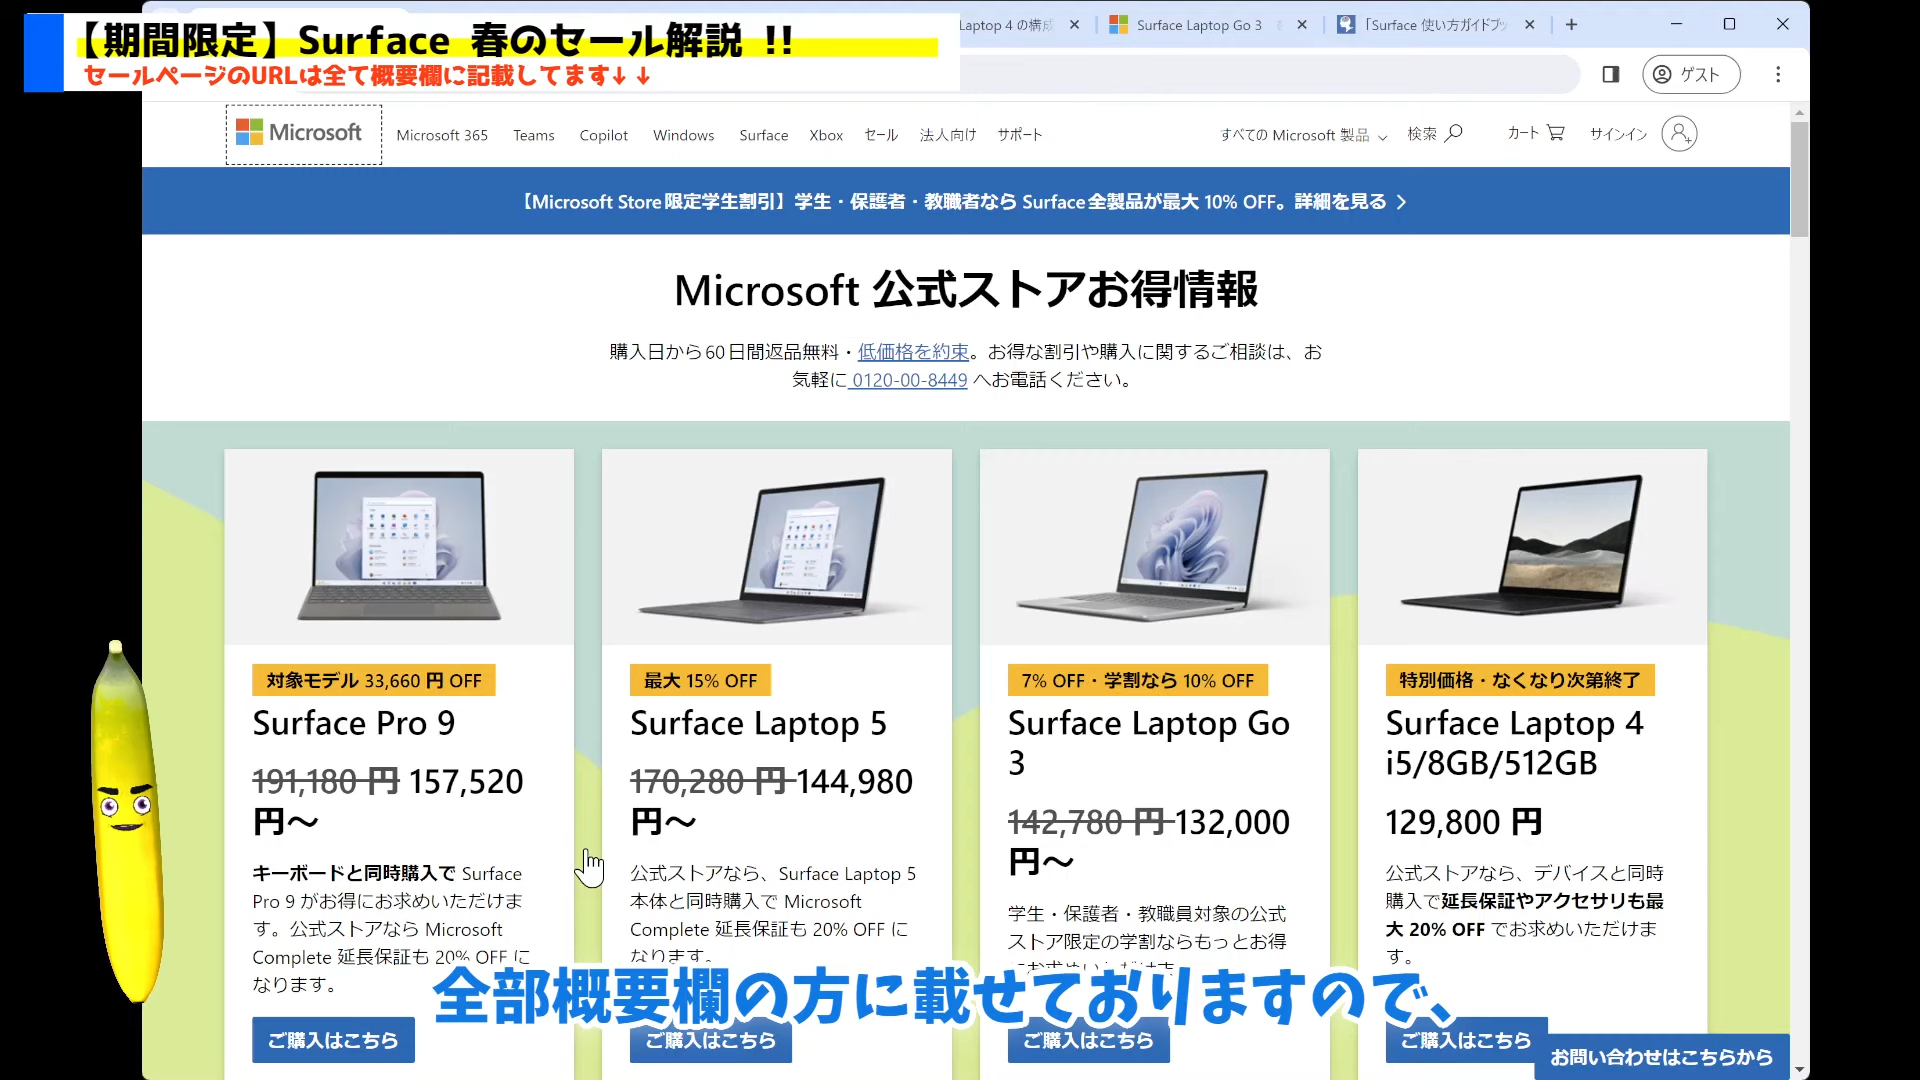 【期間限定】Surface 春のセール解説 !!
セールページのURLは全て概要欄に記載してます↓↓
Laptop 4 の構成
Surface Laptop Go 3
「Surface 使い方ガイドブッ
ゲスト
Microsoft
Microsoft 365
Teams
Copilot
Windows
Surface
Xbox
セール
法人向け
サポート
すべての Microsoft 製品
検索
カート
サインイン
【Microsoft Store限定学生割引】学生・保護者・教職者なら Surface全製品が最大 10% OFF。詳細を見る
Microsoft 公式ストアお得情報
購入日から60日間返品無料・低価格を約束。お得な割引や購入に関するご相談は、お
気軽に 0120-00-8449 へお電話ください。
対象モデル 33,660 円 OFF
Surface Pro 9
191,180 円 157,520
円～
キーボードと同時購入で Surface
Pro 9 がお得にお求めいただけま
す。公式ストアなら Microsoft
Complete 延長保証も 20% OFF に
なります。
ご購入はこちら
最大 15% OFF
Surface Laptop 5
170,280 円 144,980
円～
公式ストアなら、Surface Laptop 5
本体と同時購入で Microsoft
Complete 延長保証も 20% OFF に
なります。
ご購入はこちら
7% OFF・学割なら 10% OFF
Surface Laptop Go
3
142,780 円 132,000
円～
学生・保護者・教職員対象の公式
ストア限定の学割ならもっとお得
ご購入はこちら
特別価格・なくなり次第終了
Surface Laptop 4
i5/8GB/512GB
129,800 円
公式ストアなら、デバイスと同時
購入で延長保証やアクセサリも最
大 20% OFF でお求めいただけま
す。
ご購入はこちら
お問い合わせはこちらから
全部概要欄の方に載せておりますので、